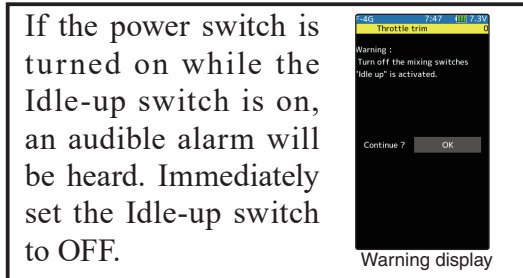 If the power switch is
turned on while the
Idle-up switch is on,
an audible alarm will
be heard. Immediately
set the Idle-up switch
to OFF.
-4G 7:47 7.3V
Throttle trim 0
Warning :
Turn off the mixing switches
"Idle up" is activated.
Continue ? OK
Warning display